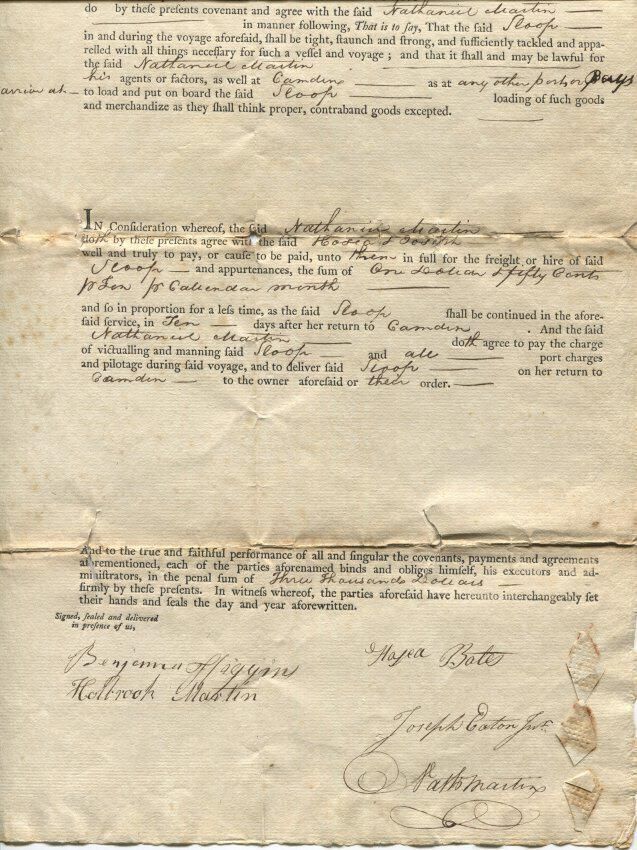 do by theſe preſents covenant and agree with the ſaid Nathaniel Martin
in manner following, That is to ſay, That the ſaid Sloop
in and during the voyage aforeſaid, ſhall be tight, ſtaunch and ſtrong, and ſufficiently tackled and appa-
relled with all things neceſſary for ſuch a veſſel and voyage; and that it ſhall and may be lawful for
the ſaid Nathaniel Martin
his agents or factors, as well at Camden as at any other port or Ports
arrive at to load and put on board the ſaid Sloop loading of ſuch goods
and merchandize as they ſhall think proper, contraband goods excepted.
IN Conſideration whereof, the ſaid Nathaniel Martin
doth by theſe preſents agree with the ſaid Hosea & Joseph
well and truly to pay, or cauſe to be paid, unto them in full for the freight or hire of ſaid
Sloop and appurtenances, the ſum of One Dollar & fifty Cents
pr Ton pr Callendar month
and ſo in proportion for a leſs time, as the ſaid Sloop ſhall be continued in the afore-
ſaid ſervice, in Ten days after her return to Camden. And the ſaid
Nathaniel Martin doth agree to pay the charge
of victualling and manning ſaid Sloop and all port charges
and pilotage during ſaid voyage, and to deliver ſaid Sloop on her return to
Camden to the owner aforeſaid or their order.
And to the true and faithful performance of all and ſingular the covenants, payments and agreements
aforementioned, each of the parties aforenamed binds and obliges himſelf, his executors and ad-
miniſtrators, in the penal ſum of Three Thousand Dollars
firmly by theſe preſents. In witneſs whereof, the parties aforeſaid have hereunto interchangeably ſet
their hands and ſeals the day and year aforewritten.
Signed, ſealed and delivered
in preſence of us,
Benjamin Higgins
Holbrook Martin
Hosea Bates
Joseph Eaton Junr
Nathl Martin